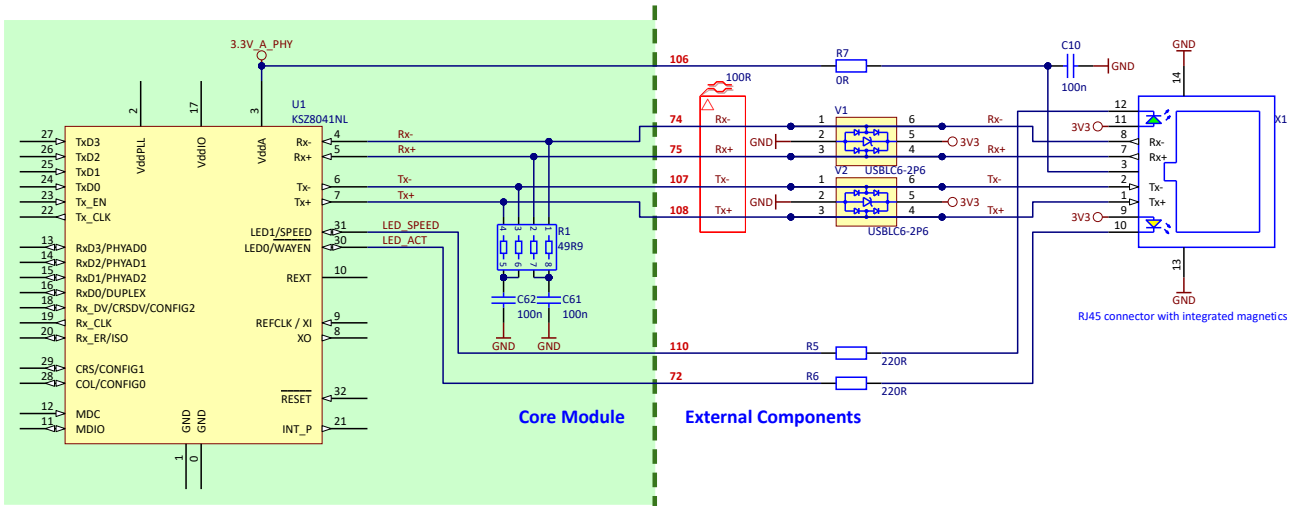 3.3V_A_PHY
106
R7
0R
C10
100n
GND
GND
14
2
17
3
U1
KSZ8041NL
VddPLL
VddIO
VddA
27 TxD3
26 TxD2
25 TxD1
24 TxD0
23 Tx_EN
22 Tx_CLK
13 RxD3/PHYAD0
14 RxD2/PHYAD1
15 RxD1/PHYAD2
16 RxD0/DUPLEX
18 Rx_DV/CRSDV/CONFIG2
19 Rx_CLK
20 Rx_ER/ISO
29 CRS/CONFIG1
28 COL/CONFIG0
12 MDC
11 MDIO
GND
GND
1
0
Rx- 4
Rx+ 5
Tx- 6
Tx+ 7
LED1/SPEED 31
LED0/WAYEN 30
REXT 10
REFCLK / XI 9
XO 8
RESET 32
INT_P 21
Rx-
Rx+
Tx-
Tx+
LED_SPEED
LED_ACT
4 3 2 1
5 6 7 8
R1
49R9
C62
100n
C61
100n
GND
GND
Core Module
External Components
100R
74 Rx-
75 Rx+
107 Tx-
108 Tx+
110
72
V1
1 6
GND 2 5 3V3
3 4
USBLC6-2P6
V2
1 6
GND 2 5 3V3
3 4
USBLC6-2P6
Rx-
Rx+
Tx-
Tx+
R5
220R
R6
220R
12
3V3 11
8 Rx-
7 Rx+
3
2 Tx-
1 Tx+
3V3 9
10
X1
13
GND
RJ45 connector with integrated magnetics